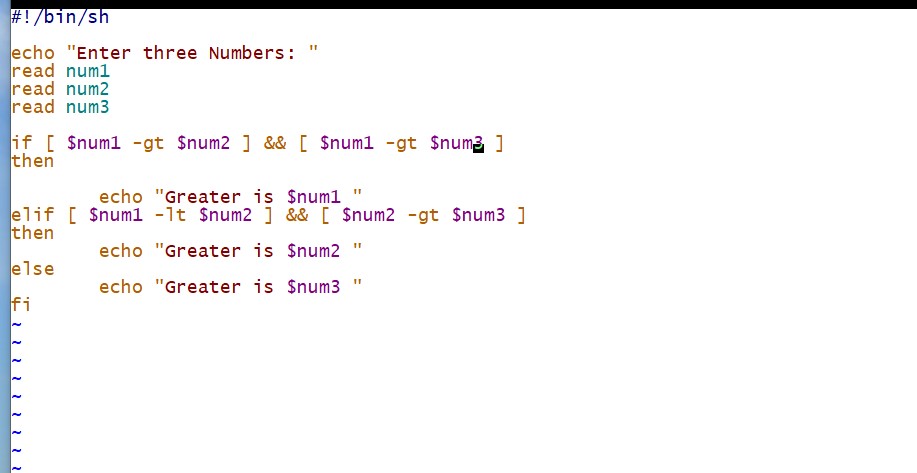 #!/bin/sh
echo "Enter three Numbers: "
read num1
read num2
read num3
if [ $num1 -gt $num2 ] && [ $num1 -gt $num3 ]
then
echo "Greater is $num1 "
elif [ $num1 -lt $num2 ] && [ $num2 -gt $num3 ]
then
echo "Greater is $num2 "
else
echo "Greater is $num3 "
fi
~
~
~
~
~
~
~
~
~